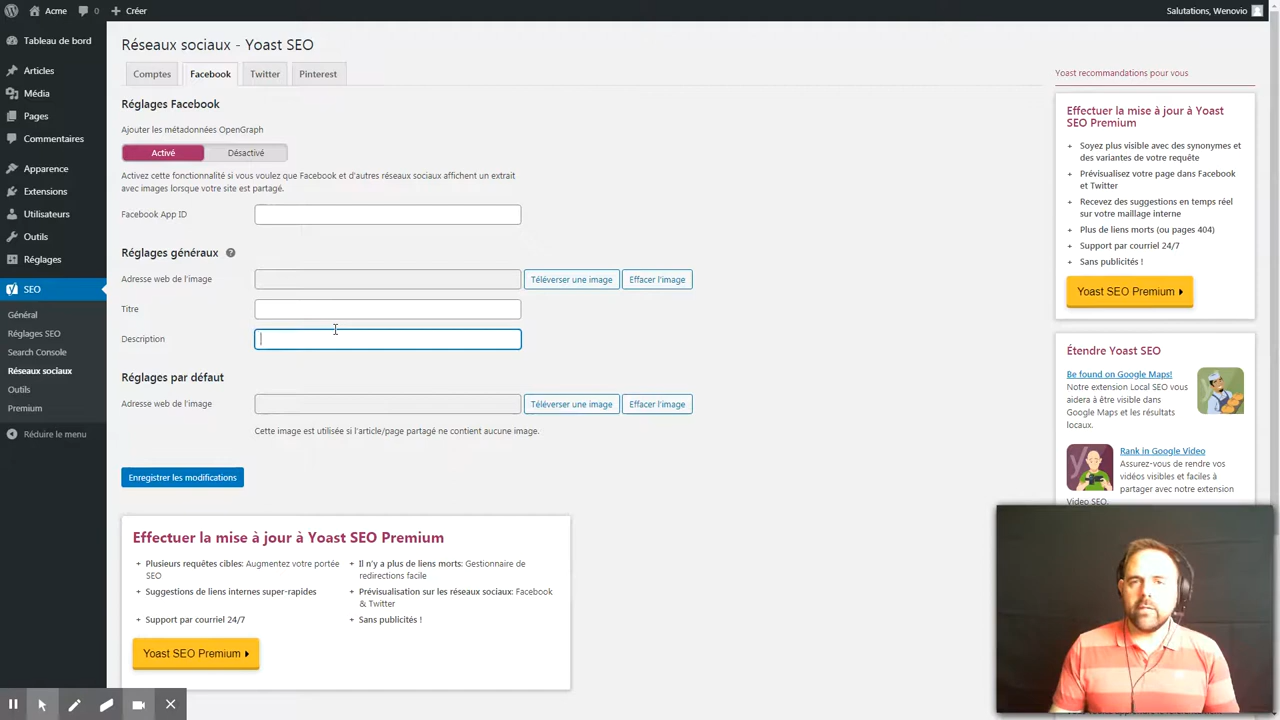 Acme
0
Créer
Salutations, Wenovio
Tableau de bord
Articles
Média
Pages
Commentaires
Apparence
Extensions
Utilisateurs
Outils
Réglages
SEO
Général
Réglages SEO
Search Console
Réseaux sociaux
Outils
Premium
Réduire le menu
Réseaux sociaux - Yoast SEO
Comptes
Facebook
Twitter
Pinterest
Réglages Facebook
Ajouter les métadonnées OpenGraph
Activé
Désactivé
Activez cette fonctionnalité si vous voulez que Facebook et d'autres réseaux sociaux affichent un extrait
avec images lorsque votre site est partagé.
Facebook App ID
Réglages généraux ?
Adresse web de l'image
Téléverser une image
Effacer l'image
Titre
Description
Réglages par défaut
Adresse web de l'image
Téléverser une image
Effacer l'image
Cette image est utilisée si l'article/page partagé ne contient aucune image.
Enregistrer les modifications
Effectuer la mise à jour à Yoast SEO Premium
+ Plusieurs requêtes cibles: Augmentez votre portée
SEO
+ Suggestions de liens internes super-rapides
+ Support par courriel 24/7
+ Il n'y a plus de liens morts: Gestionnaire de
redirections facile
+ Prévisualisation sur les réseaux sociaux: Facebook
& Twitter
+ Sans publicités !
Yoast SEO Premium
Yoast recommandations pour vous
Effectuer la mise à jour à Yoast
SEO Premium
+ Soyez plus visible avec des synonymes et
des variantes de votre requête
+ Prévisualisez votre page dans Facebook
et Twitter
+ Recevez des suggestions en temps réel
sur votre maillage interne
+ Plus de liens morts (ou pages 404)
+ Support par courriel 24/7
+ Sans publicités !
Yoast SEO Premium
Étendre Yoast SEO
Be found on Google Maps!
Notre extension Local SEO vous
aidera à être visible dans
Google Maps et les résultats
locaux.
Rank in Google Video
Assurez-vous de rendre vos
vidéos visibles et faciles à
partager avec notre extension
Video SEO.